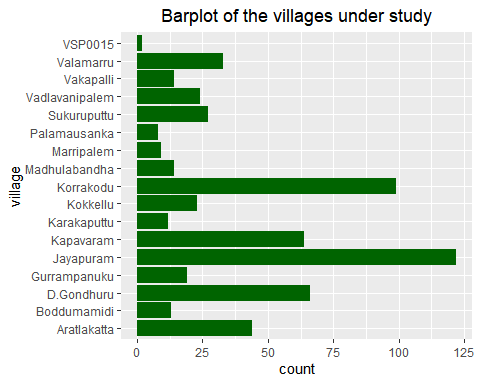 Barplot of the villages under study
village
VSP0015
Valamarru
Vakapalli
Vadlavanipalem
Sukuruputtu
Palamausanka
Marripalem
Madhulabandha
Korrakodu
Kokkellu
Karakaputtu
Kapavaram
Jayapuram
Gurrampanuku
D.Gondhuru
Boddumamidi
Aratlakatta
0 25 50 75 100 125
count